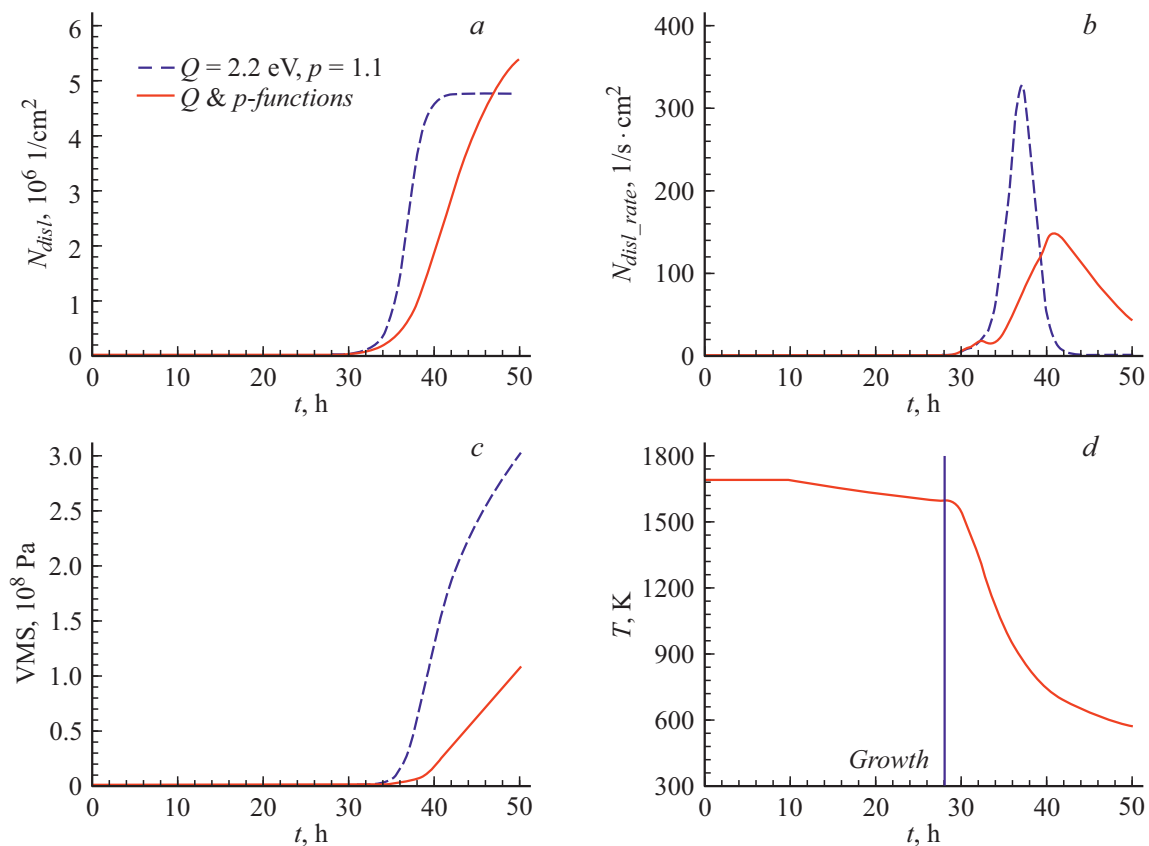 a
6
5
4
3
2
1
0
N_disl, 10^6 1/cm^2
Q = 2.2 eV, p = 1.1
Q & p-functions
0 10 20 30 40 50
t, h
b
400
300
200
100
0
N_disl_rate, 1/s · cm^2
0 10 20 30 40 50
t, h
c
3.0
2.5
2.0
1.5
1.0
0.5
0
VMS, 10^8 Pa
0 10 20 30 40 50
t, h
d
1800
1500
1200
900
600
300
T, K
Growth
0 10 20 30 40 50
t, h